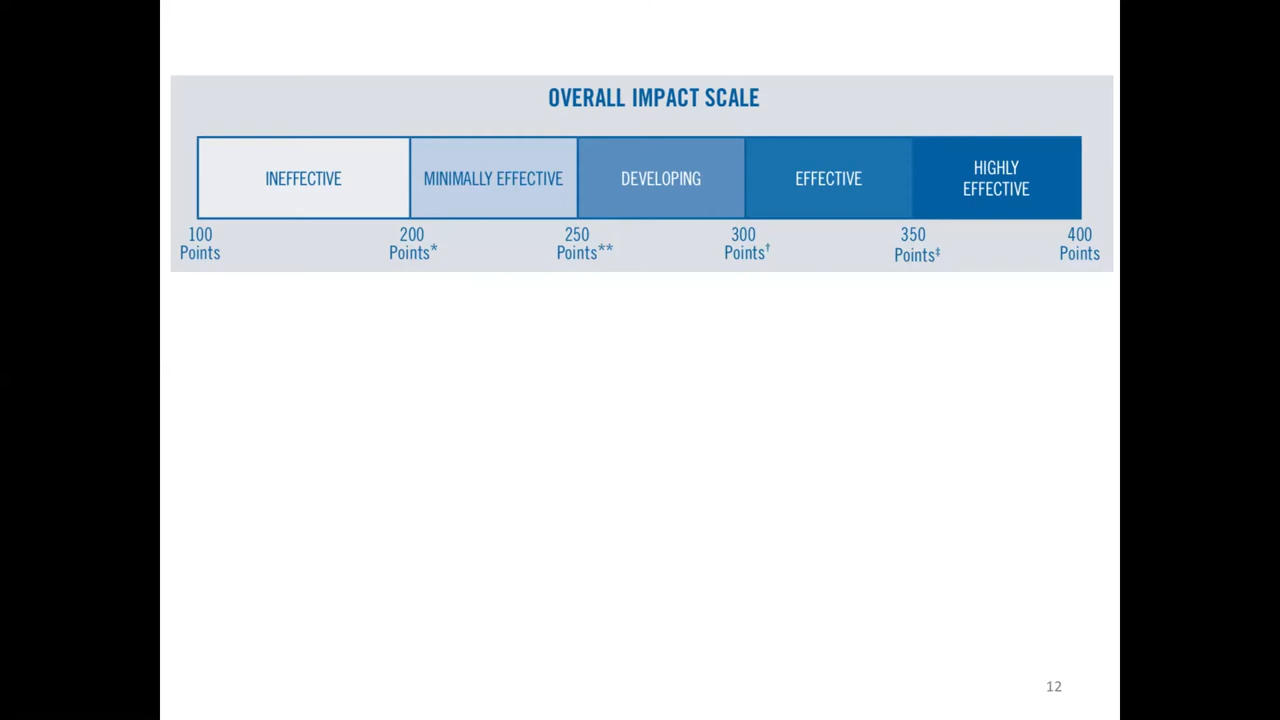 OVERALL IMPACT SCALE
INEFFECTIVE
MINIMALLY EFFECTIVE
DEVELOPING
EFFECTIVE
HIGHLY
EFFECTIVE
100
Points
200
Points*
250
Points**
300
Points†
350
Points‡
400
Points
12